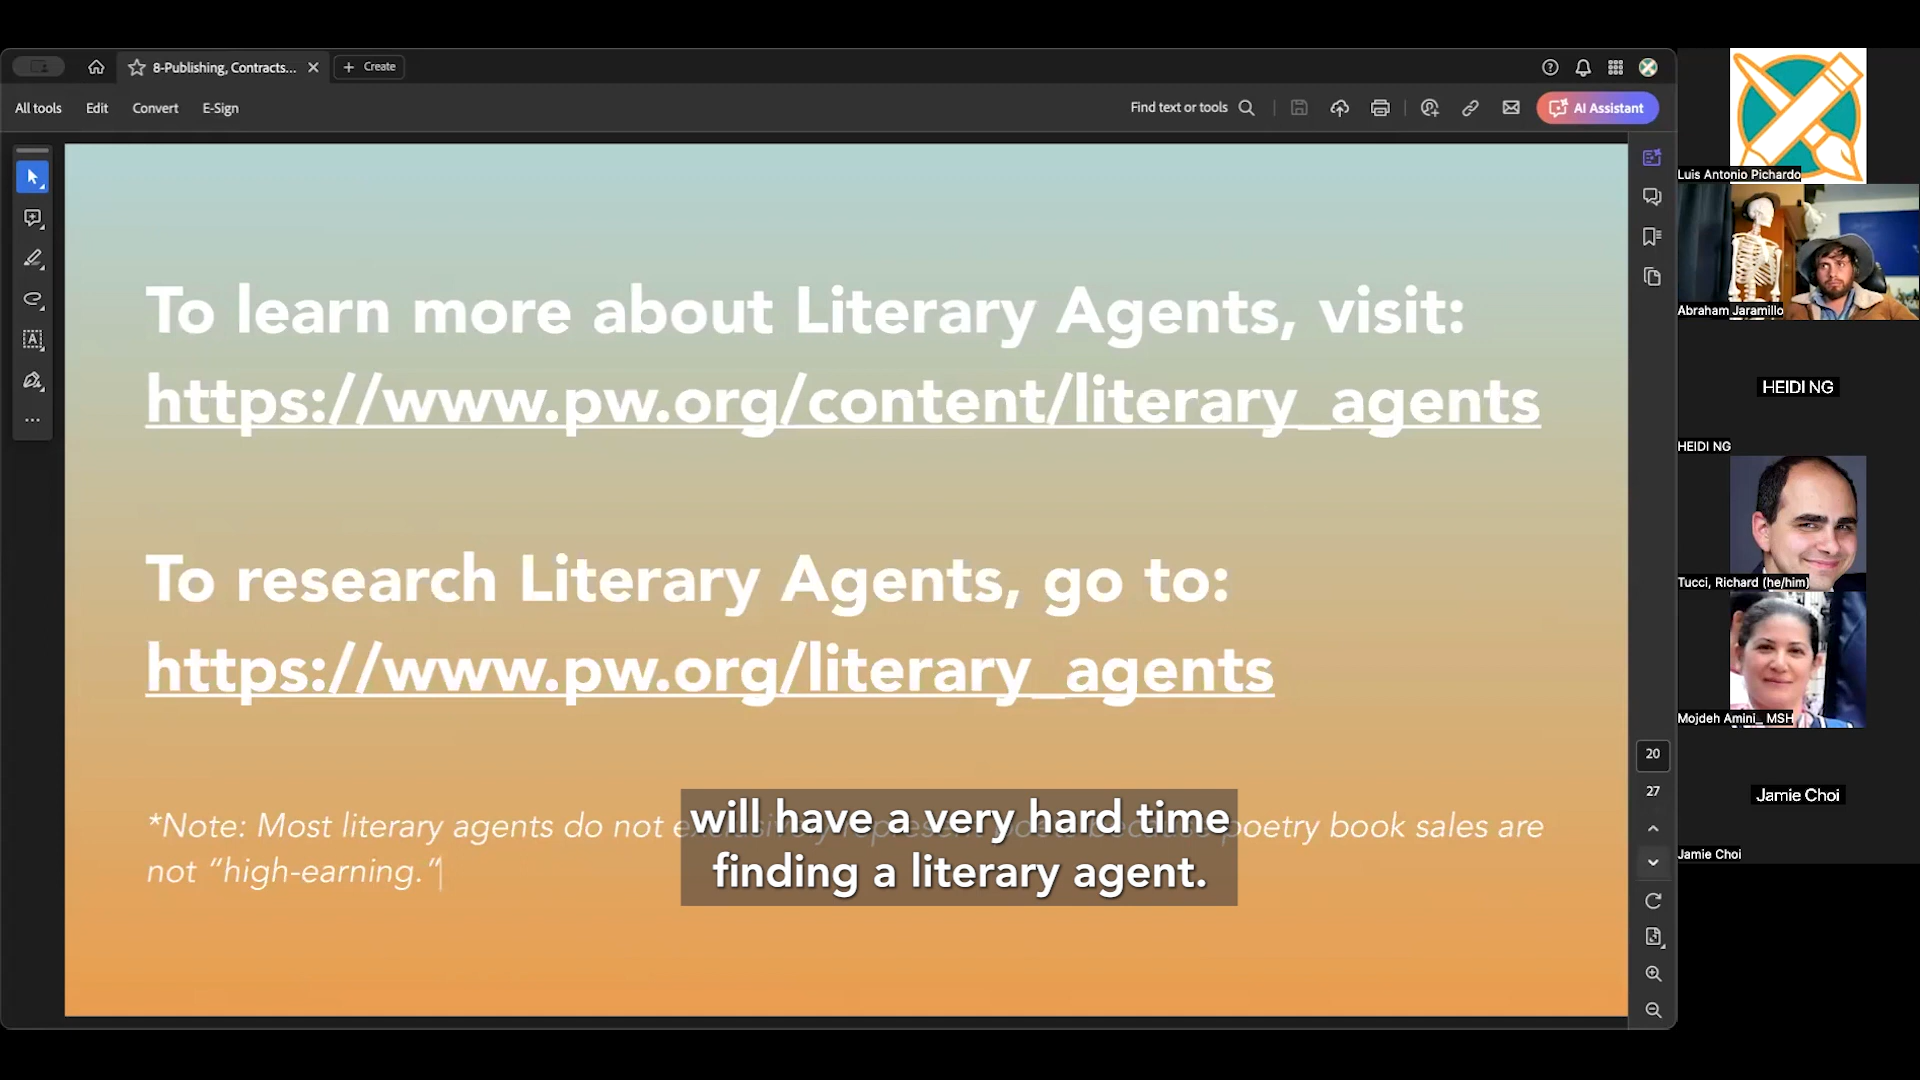 8-Publishing, Contracts...
Create
All tools
Edit
Convert
E-Sign
Find text or tools
AI Assistant
To learn more about Literary Agents, visit:
https://www.pw.org/content/literary_agents
To research Literary Agents, go to:
https://www.pw.org/literary_agents
*Note: Most literary agents do not poetry book sales are
not “high-earning.”
will have a very hard time
finding a literary agent.
20
27
Luis Antonio Pichardo
Abraham Jaramillo
HEIDI NG
HEIDI NG
Tucci, Richard (he/him)
Mojdeh Amini_ MSH
Jamie Choi
Jamie Choi